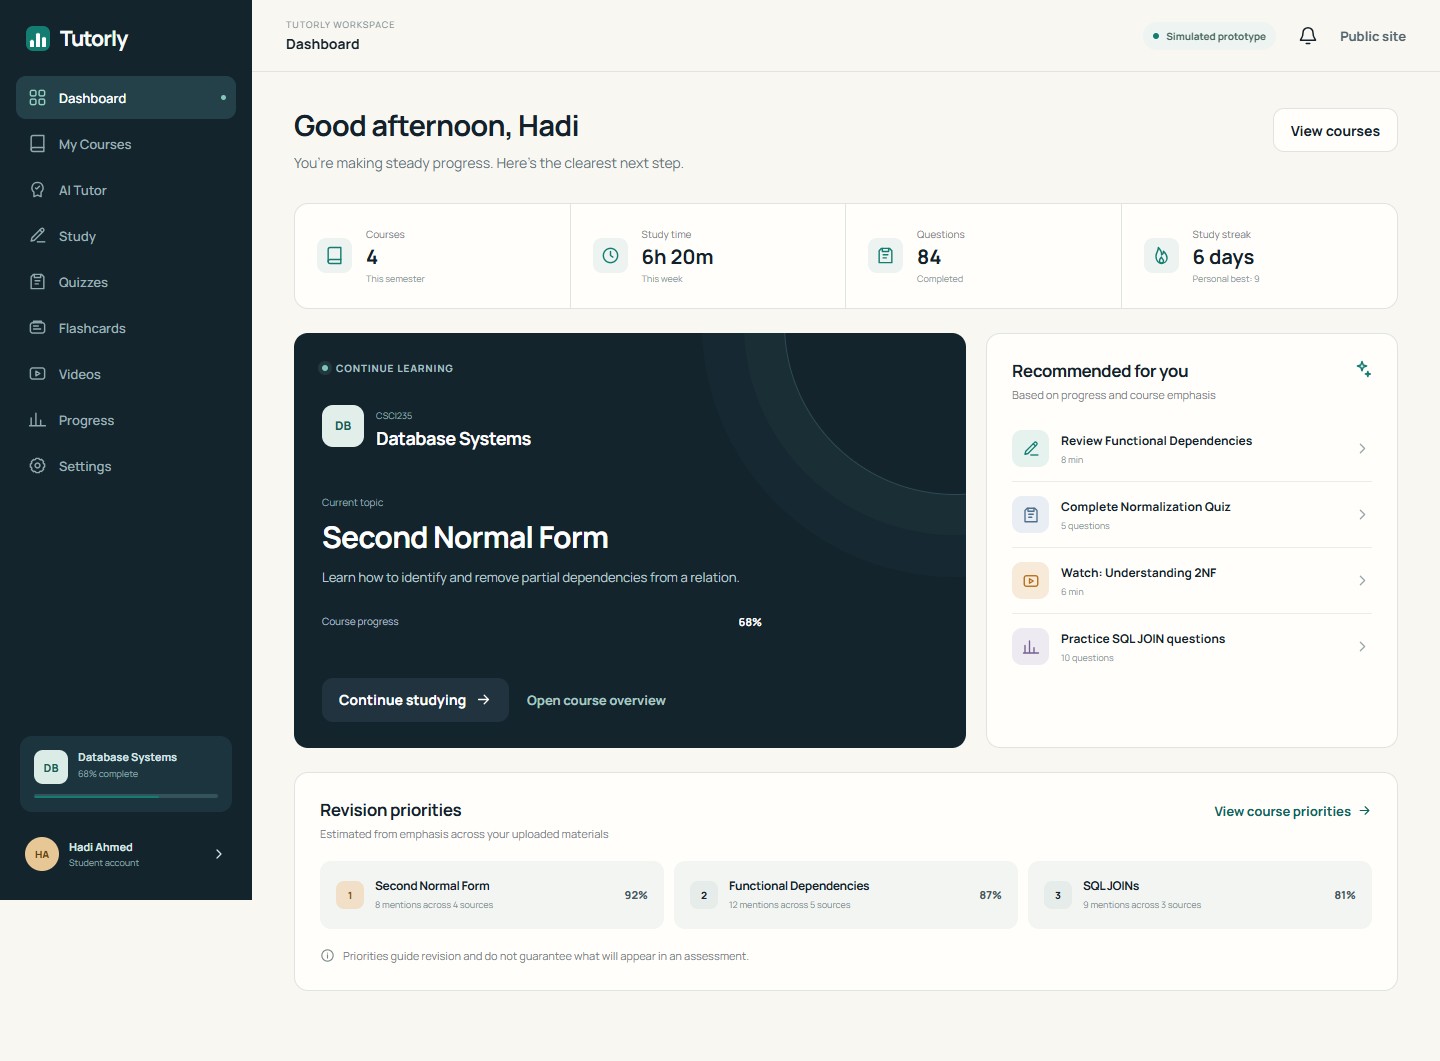 Tutorly
Dashboard
My Courses
AI Tutor
Study
Quizzes
Flashcards
Videos
Progress
Settings
DB
Database Systems
68% complete
HA
Hadi Ahmed
Student account
TUTORLY WORKSPACE
Dashboard
Simulated prototype
Public site
Good afternoon, Hadi
You're making steady progress. Here's the clearest next step.
View courses
Courses
4
This semester
Study time
6h 20m
This week
Questions
84
Completed
Study streak
6 days
Personal best: 9
CONTINUE LEARNING
DB
CSCI235
Database Systems
Current topic
Second Normal Form
Learn how to identify and remove partial dependencies from a relation.
Course progress 68%
Continue studying
Open course overview
Recommended for you
Based on progress and course emphasis
Review Functional Dependencies
8 min
Complete Normalization Quiz
5 questions
Watch: Understanding 2NF
6 min
Practice SQL JOIN questions
10 questions
Revision priorities
Estimated from emphasis across your uploaded materials
View course priorities
1
Second Normal Form
8 mentions across 4 sources
92%
2
Functional Dependencies
12 mentions across 5 sources
87%
3
SQL JOINs
9 mentions across 3 sources
81%
Priorities guide revision and do not guarantee what will appear in an assessment.